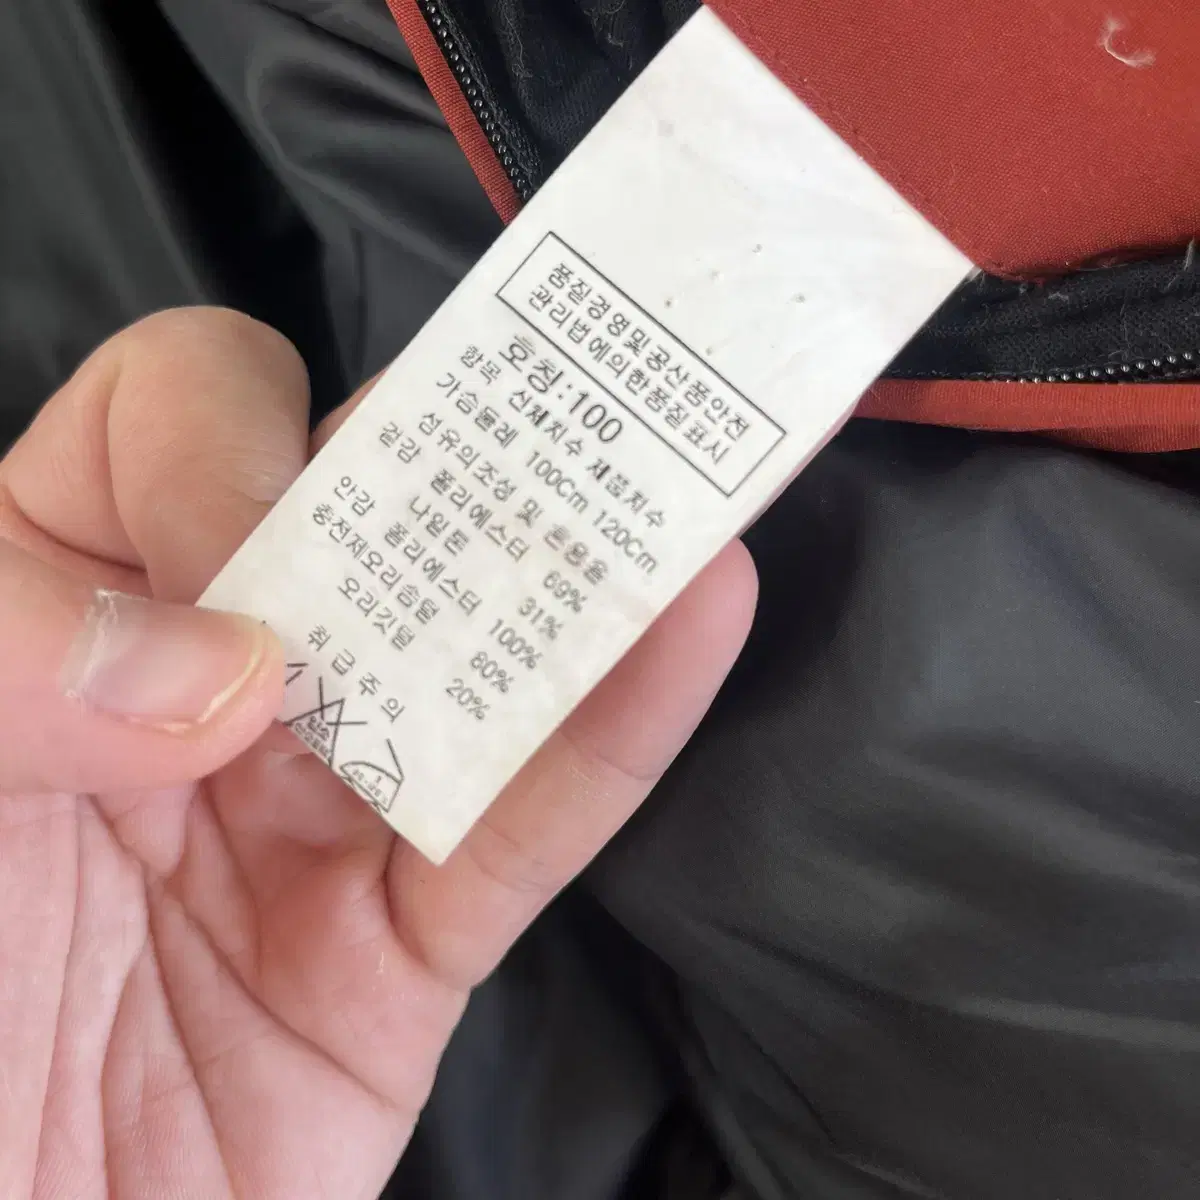 품질경영및공산품안전
관리법에의한품질표시
호칭:100
항목 신체치수 제품치수
가슴둘레 100Cm 120Cm
섬유의조성 및 혼용율
겉감 폴리에스터 69%
나일론 31%
안감 폴리에스터 100%
충전재오리솜털 80%
오리깃털 20%
취급주의